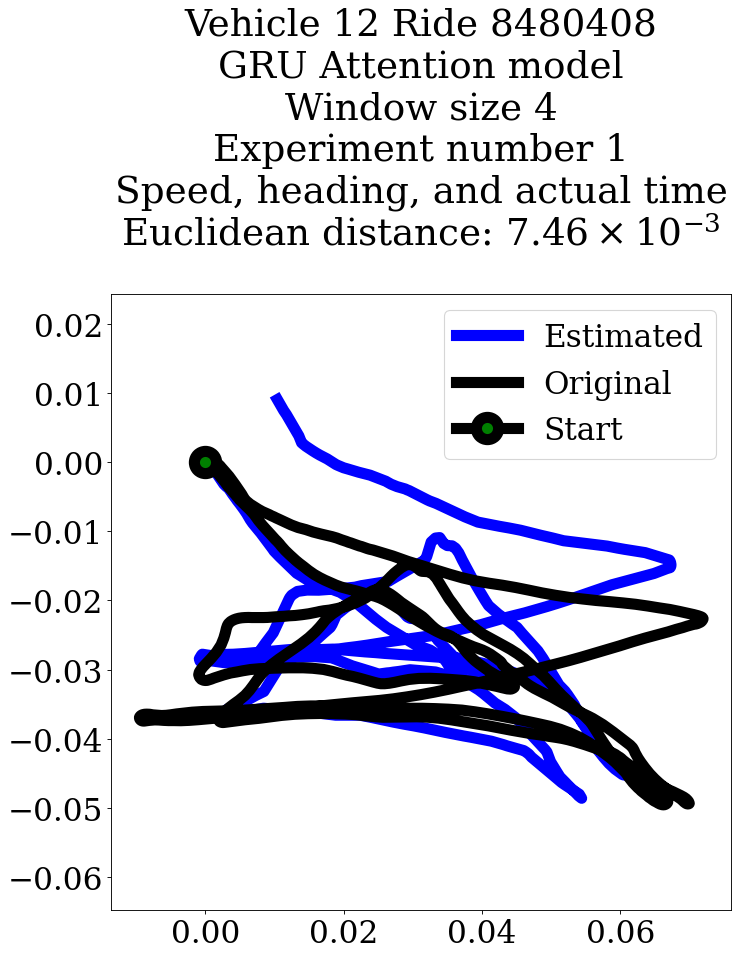 Vehicle 12 Ride 8480408
GRU Attention model
Window size 4
Experiment number 1
Speed, heading, and actual time
Euclidean distance: 7.46 × 10⁻³
Estimated
Original
Start
0.02
0.01
0.00
−0.01
−0.02
−0.03
−0.04
−0.05
−0.06
0.00 0.02 0.04 0.06